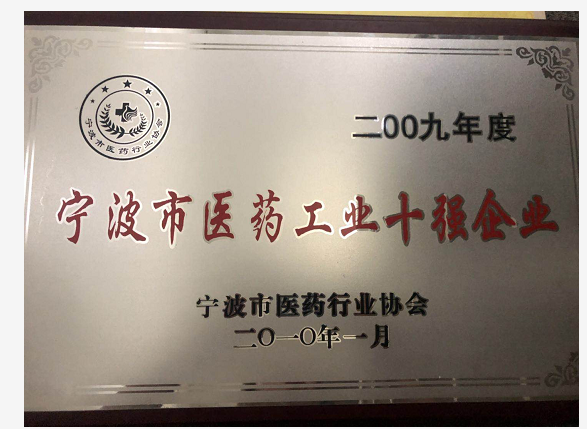 宁波市医药行业协会
二00九年度
宁波市医药工业十强企业
宁波市医药行业协会
二O一O年一月